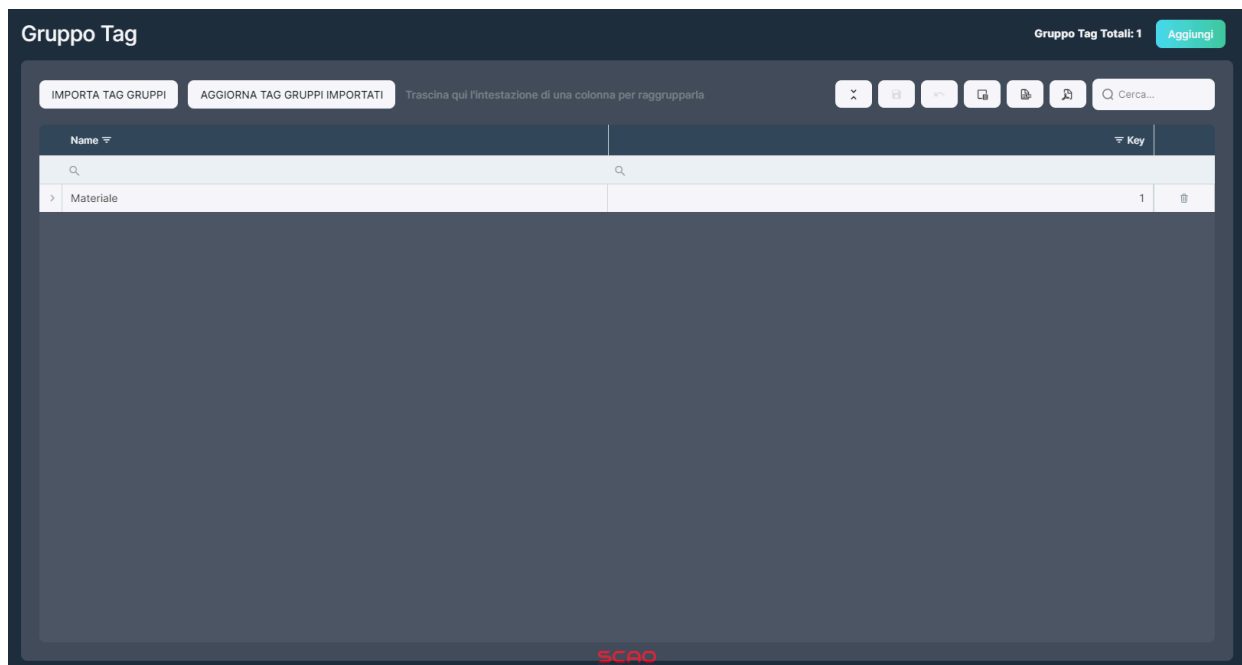 Gruppo Tag
Gruppo Tag Totali: 1
Aggiungi
IMPORTA TAG GRUPPI
AGGIORNA TAG GRUPPI IMPORTATI
Trascina qui l'intestazione di una colonna per raggrupparla
Cerca...
Name
Key
Materiale
1
SCAO